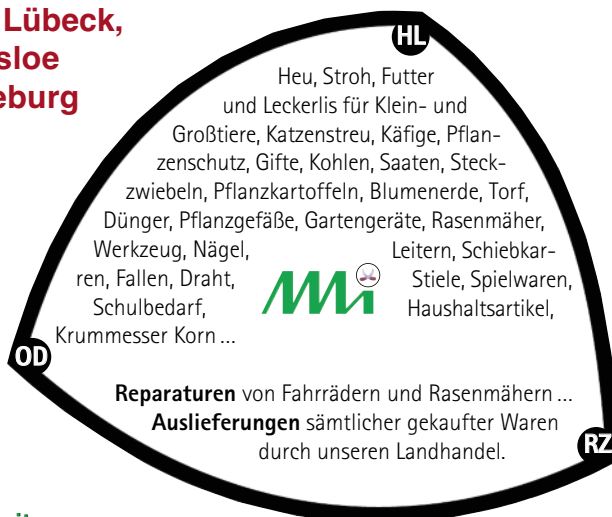 Lübeck,
sloe
eburg
HL
Heu, Stroh, Futter
und Leckerlis für Klein- und
Großtiere, Katzenstreu, Käfige, Pflan-
zenschutz, Gifte, Kohlen, Saaten, Steck-
zwiebeln, Pflanzkartoffeln, Blumenerde, Torf,
Dünger, Pflanzgefäße, Gartengeräte, Rasenmäher,
Werkzeug, Nägel, Leitern, Schiebkar-
ren, Fallen, Draht, Stiele, Spielwaren,
Schulbedarf, Haushaltsartikel,
Krummesser Korn ...
OD
Reparaturen von Fahrrädern und Rasenmähern ...
Auslieferungen sämtlicher gekaufter Waren
durch unseren Landhandel.
RZ